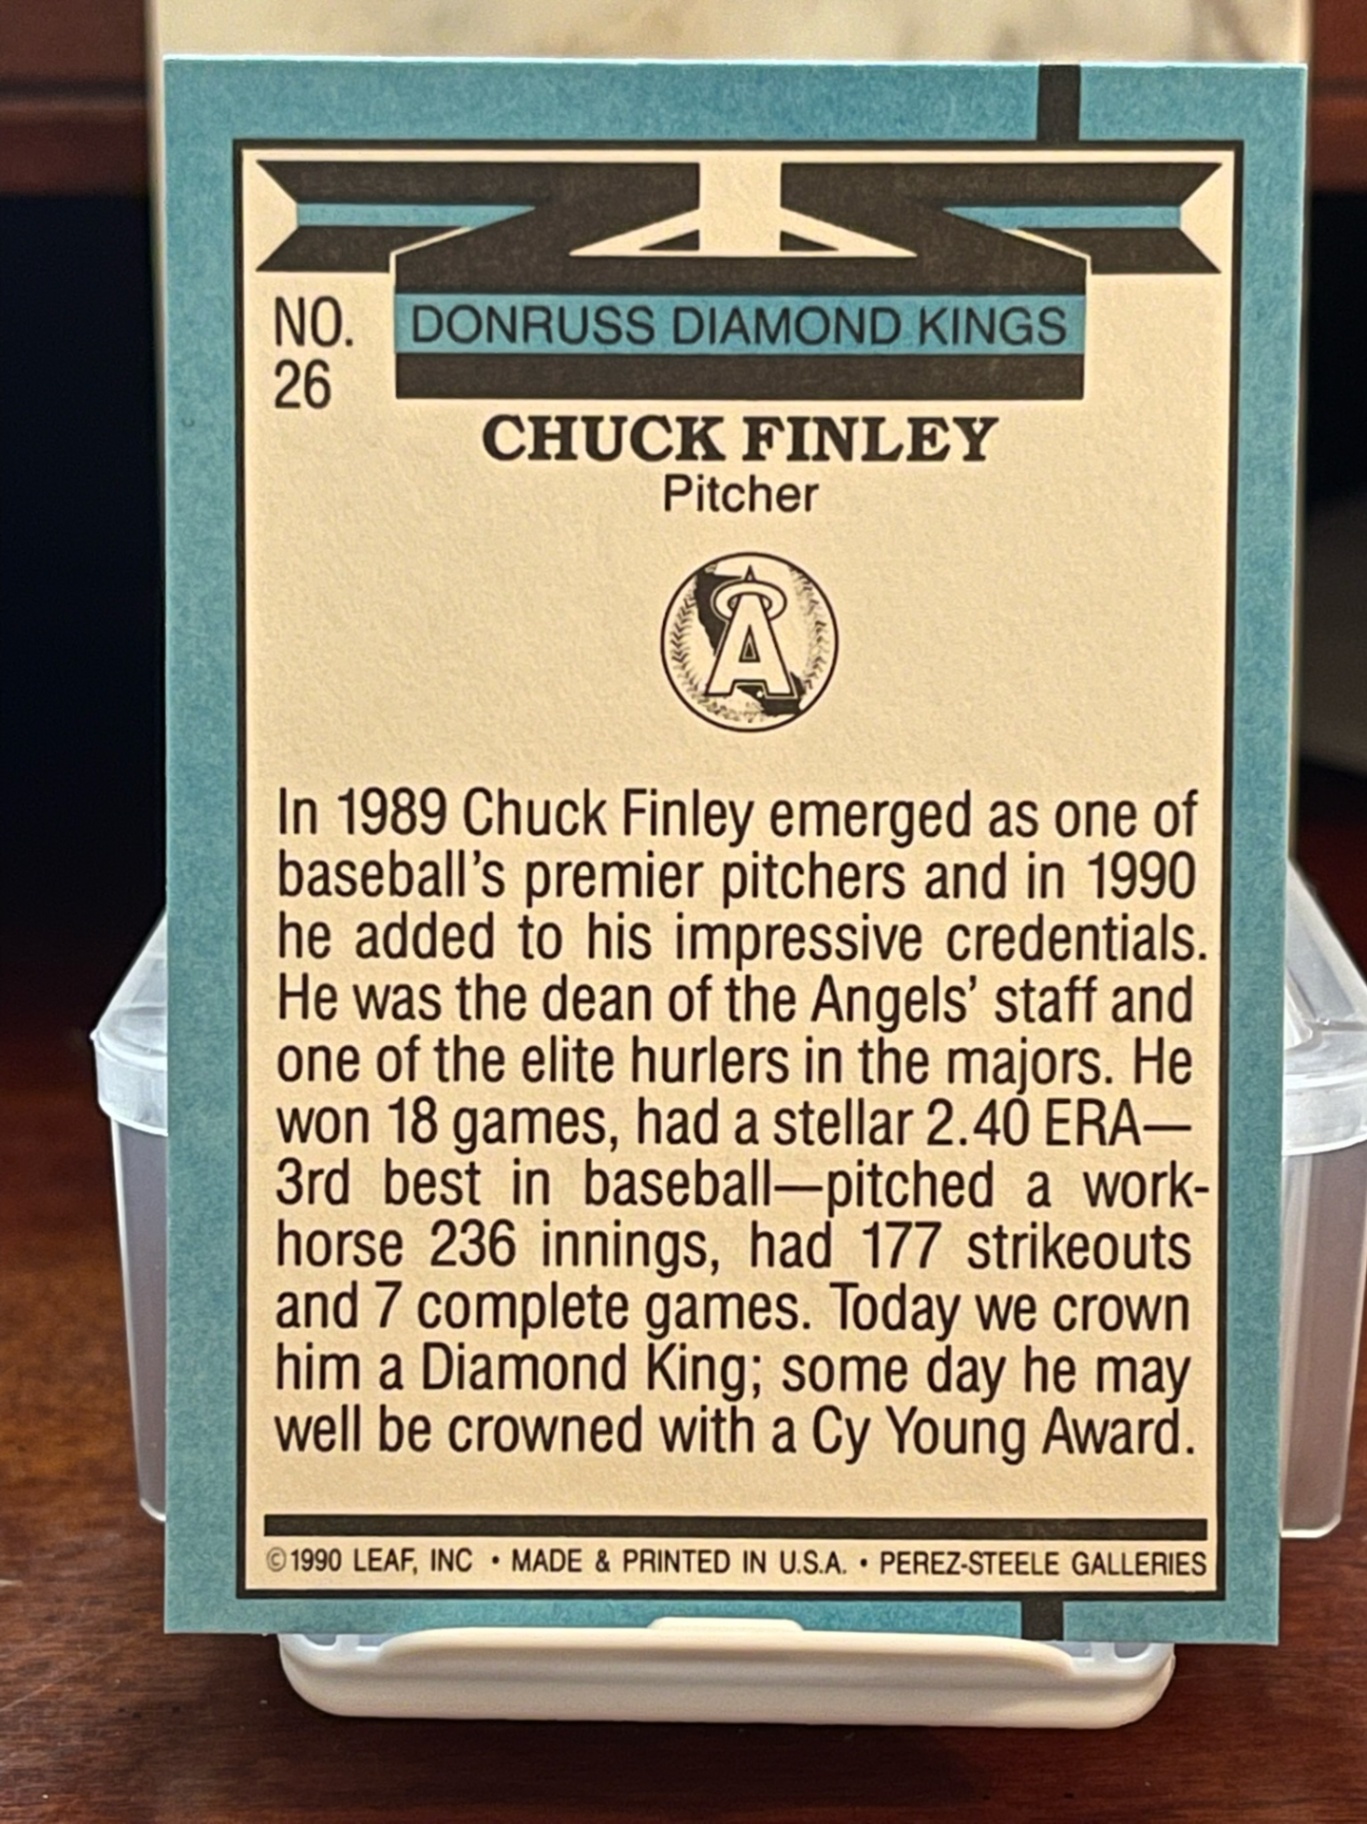 NO.
26
DONRUSS DIAMOND KINGS
CHUCK FINLEY
Pitcher
A
In 1989 Chuck Finley emerged as one of
baseball's premier pitchers and in 1990
he added to his impressive credentials.
He was the dean of the Angels' staff and
one of the elite hurlers in the majors. He
won 18 games, had a stellar 2.40 ERA—
3rd best in baseball—pitched a work-
horse 236 innings, had 177 strikeouts
and 7 complete games. Today we crown
him a Diamond King; some day he may
well be crowned with a Cy Young Award.
©1990 LEAF, INC • MADE & PRINTED IN U.S.A. • PEREZ-STEELE GALLERIES